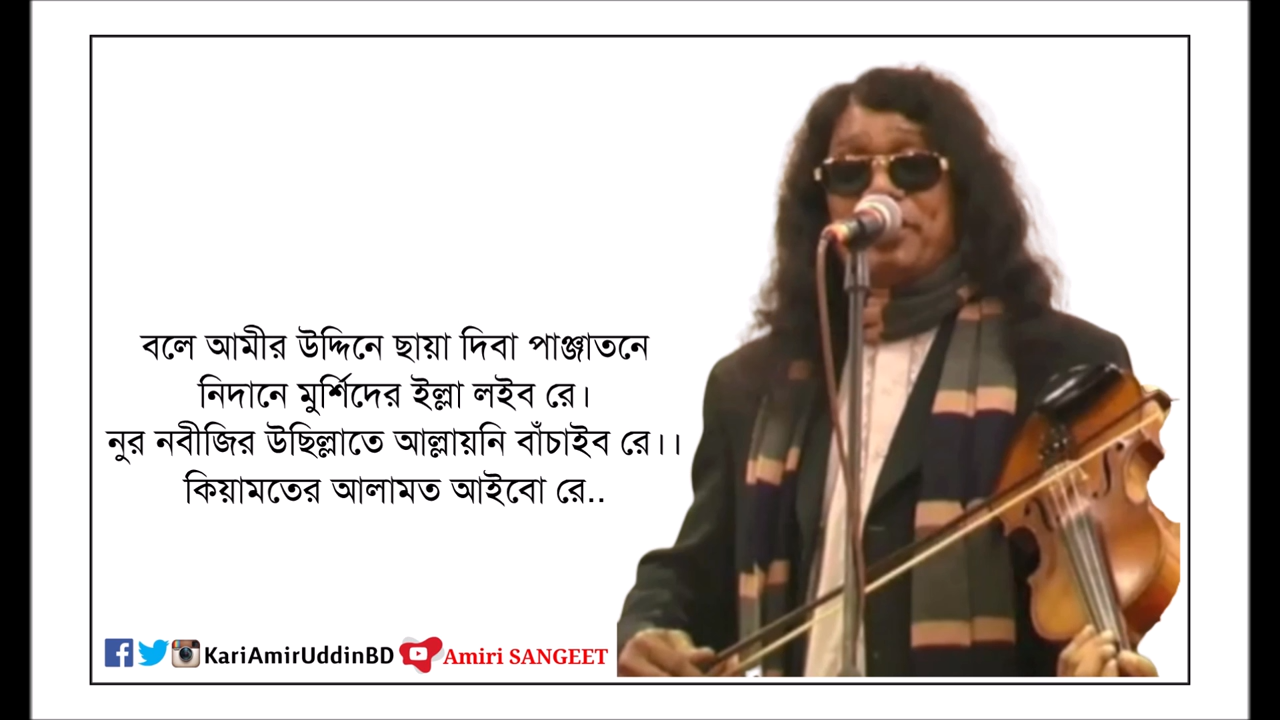 বলে আমীর উদ্দিনে ছায়া দিবা পাঞ্জাতনে
নিদানে মুর্শিদের ইল্লা লইব রে।
নুর নবীজির উছিল্লাতে আল্লায়নি বাঁচাইব রে।।
কিয়ামতের আলামত আইবো রে..
KariAmirUddinBD Amiri SANGEET